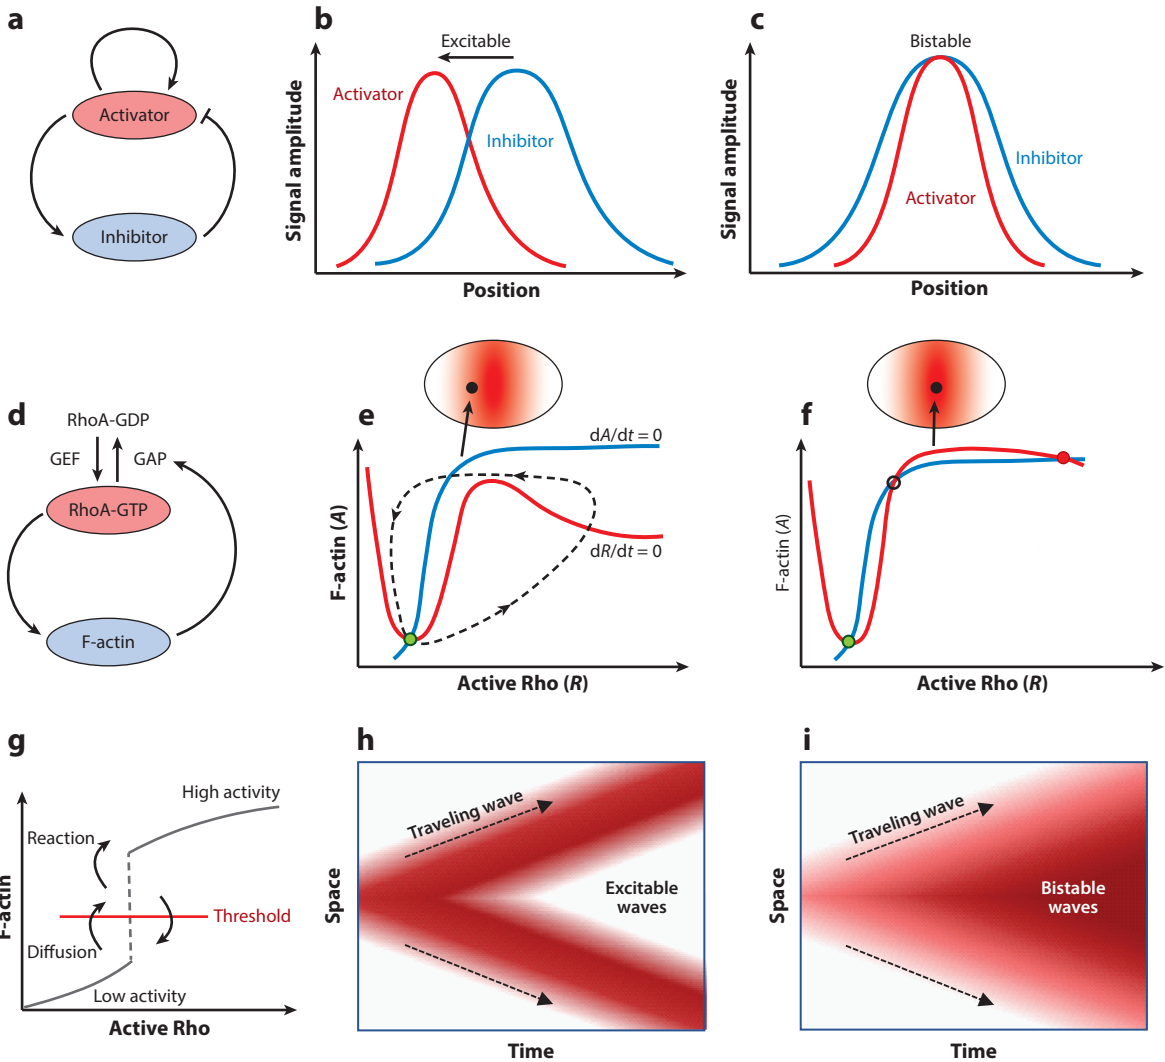 a
Activator
Inhibitor
b
Excitable
Activator
Inhibitor
Signal amplitude
Position
c
Bistable
Inhibitor
Activator
Signal amplitude
Position
d
RhoA-GDP
GEF
GAP
RhoA-GTP
F-actin
e
dA/dt = 0
dR/dt = 0
F-actin (A)
Active Rho (R)
f
F-actin (A)
Active Rho (R)
g
High activity
Reaction
Threshold
Diffusion
Low activity
F-actin
Active Rho
h
Traveling wave
Excitable
waves
Space
Time
i
Traveling wave
Bistable
waves
Space
Time